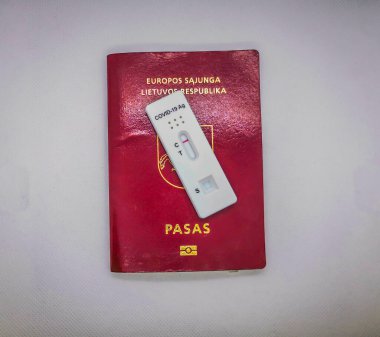 EUROPOS SĄJUNGA
LIETUVOS RESPUBLIKA
COVID-19 Ag
C
T
S
PASAS